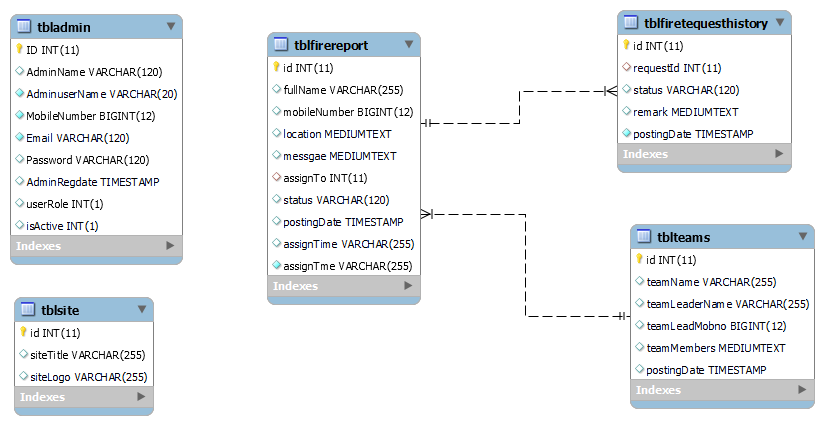 tbladmin
ID INT(11)
AdminName VARCHAR(120)
AdminuserName VARCHAR(20)
MobileNumber BIGINT(12)
Email VARCHAR(120)
Password VARCHAR(120)
AdminRegdate TIMESTAMP
userRole INT(1)
isActive INT(1)
Indexes
tblsite
id INT(11)
siteTitle VARCHAR(255)
siteLogo VARCHAR(255)
Indexes
tblfirereport
id INT(11)
fullName VARCHAR(255)
mobileNumber BIGINT(12)
location MEDIUMTEXT
messgae MEDIUMTEXT
assignTo INT(11)
status VARCHAR(120)
postingDate TIMESTAMP
assignTime VARCHAR(255)
assignTme VARCHAR(255)
Indexes
tblfiretequesthistory
id INT(11)
requestId INT(11)
status VARCHAR(120)
remark MEDIUMTEXT
postingDate TIMESTAMP
Indexes
tblteams
id INT(11)
teamName VARCHAR(255)
teamLeaderName VARCHAR(255)
teamLeadMobno BIGINT(12)
teamMembers MEDIUMTEXT
postingDate TIMESTAMP
Indexes